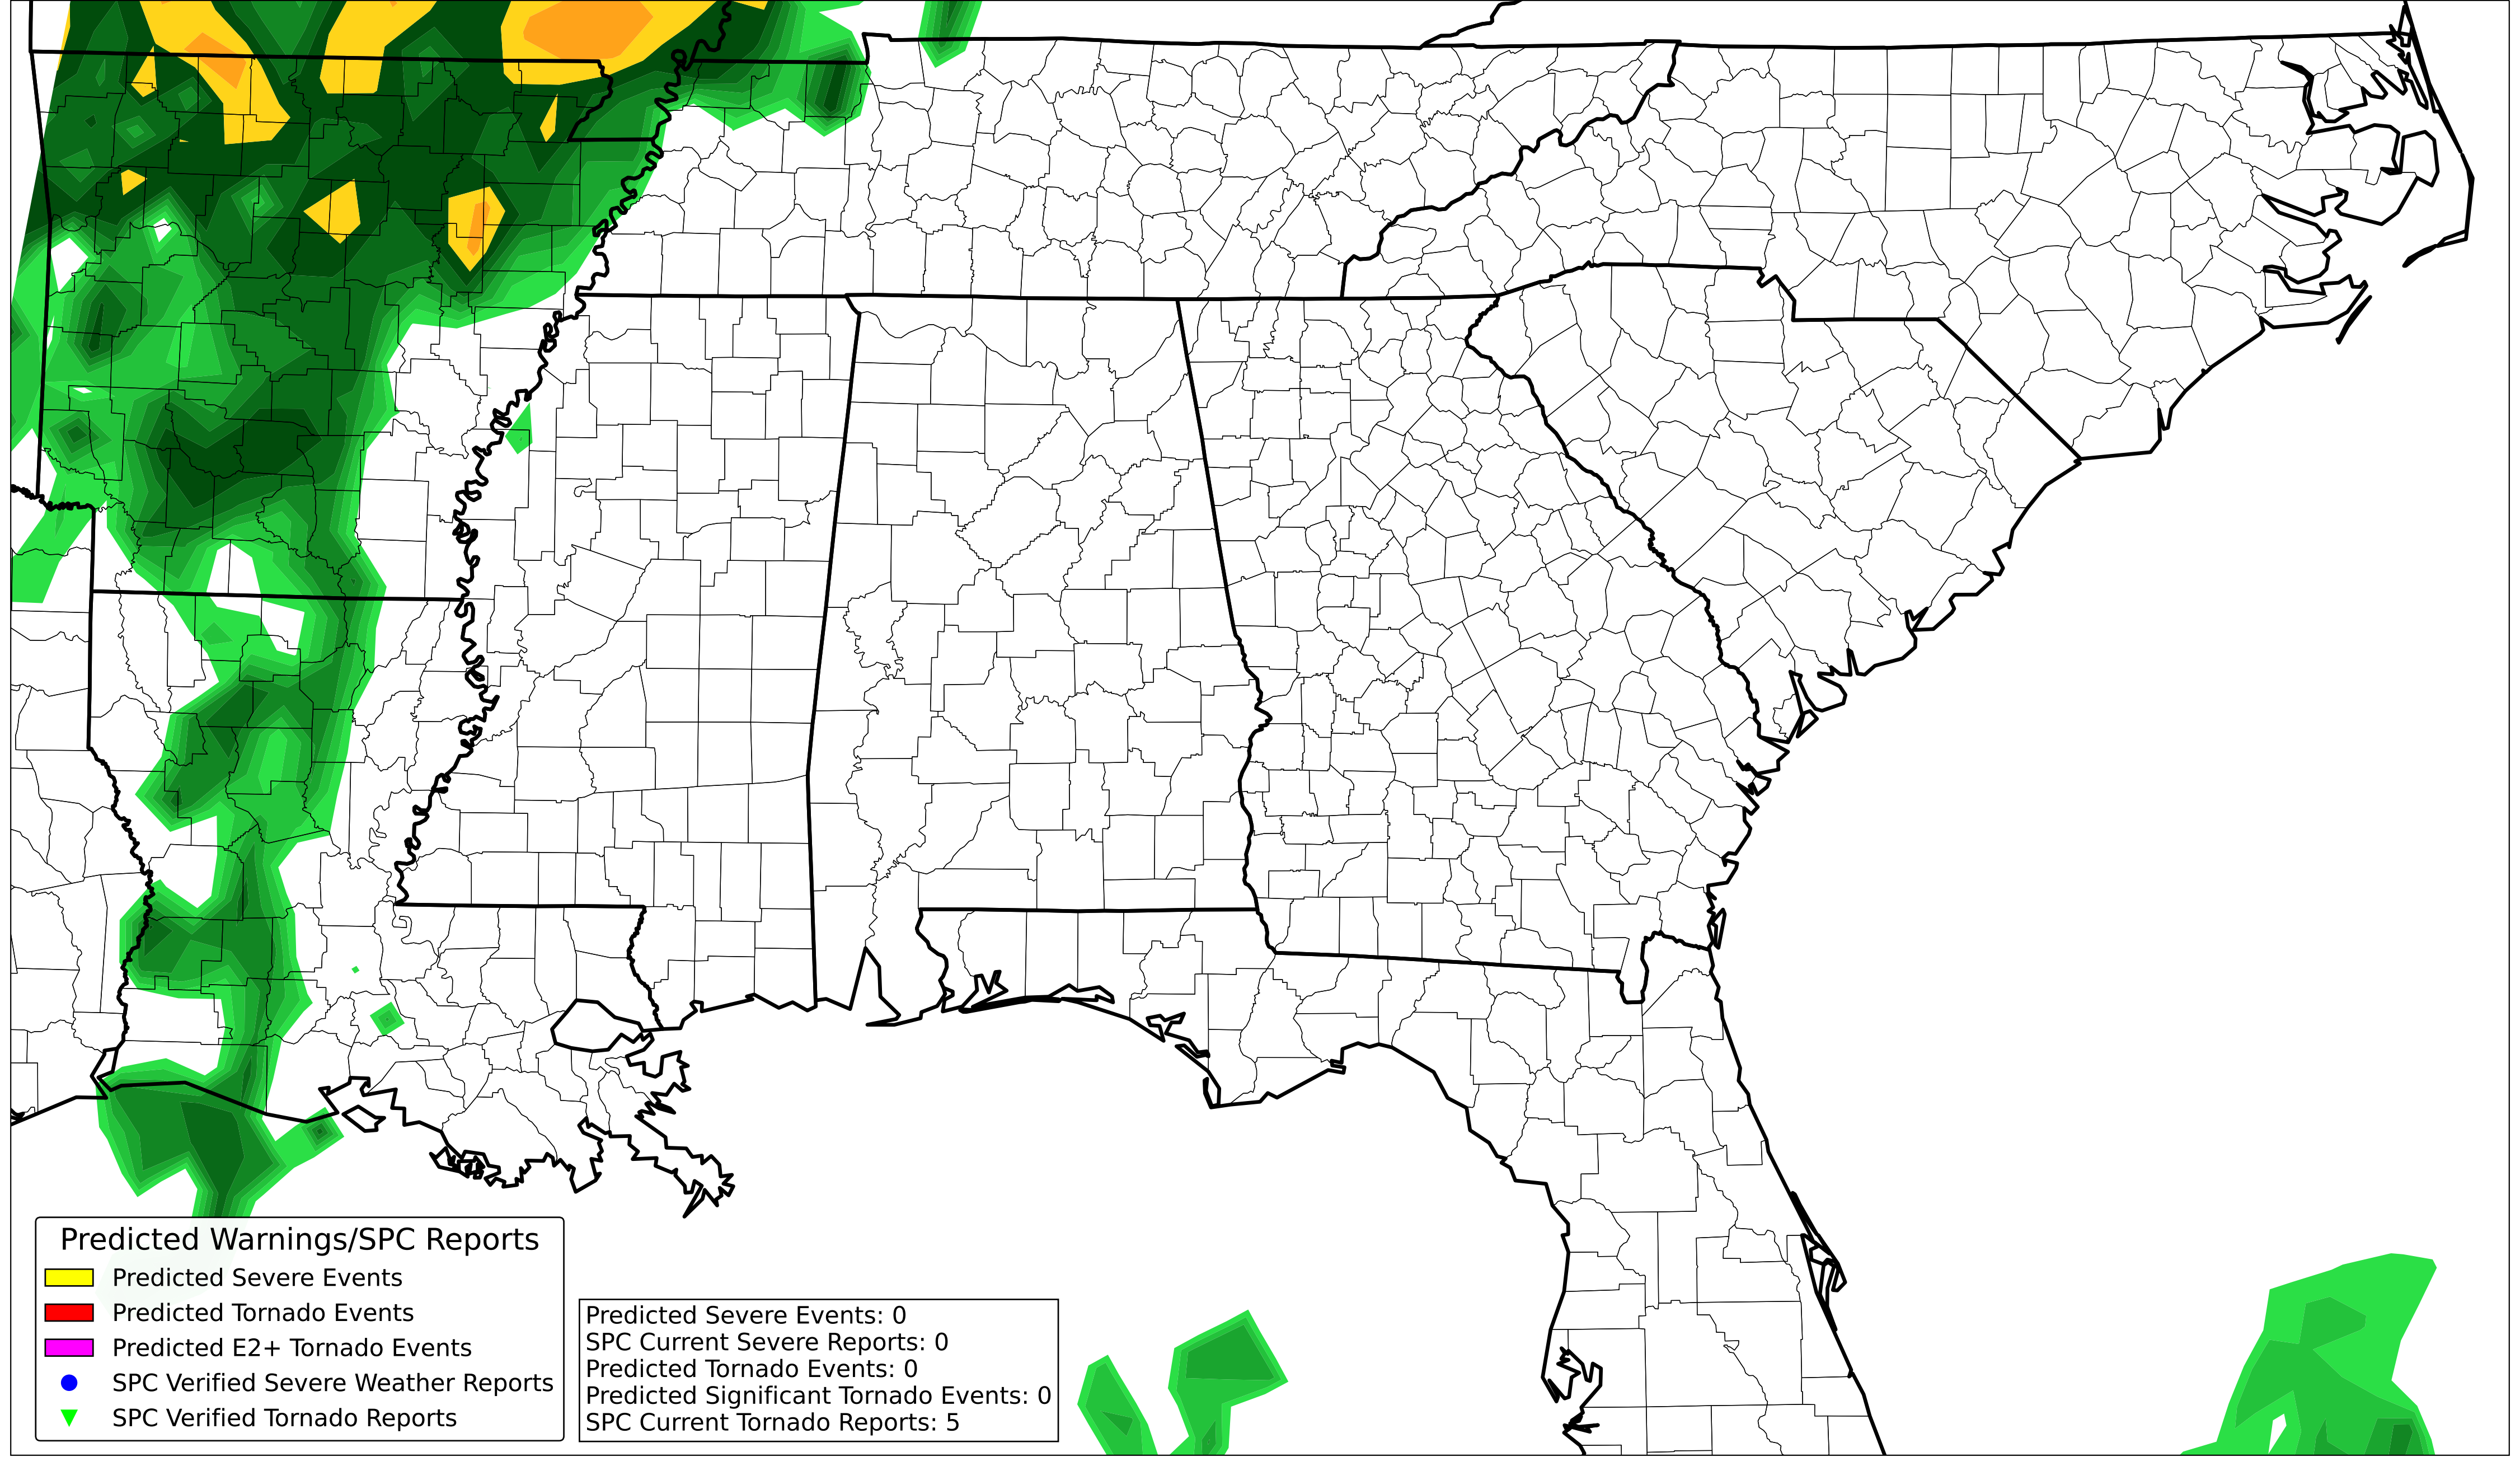 Predicted Warnings/SPC Reports
Predicted Severe Events
Predicted Tornado Events
Predicted E2+ Tornado Events
SPC Verified Severe Weather Reports
SPC Verified Tornado Reports
Predicted Severe Events: 0
SPC Current Severe Reports: 0
Predicted Tornado Events: 0
Predicted Significant Tornado Events: 0
SPC Current Tornado Reports: 5